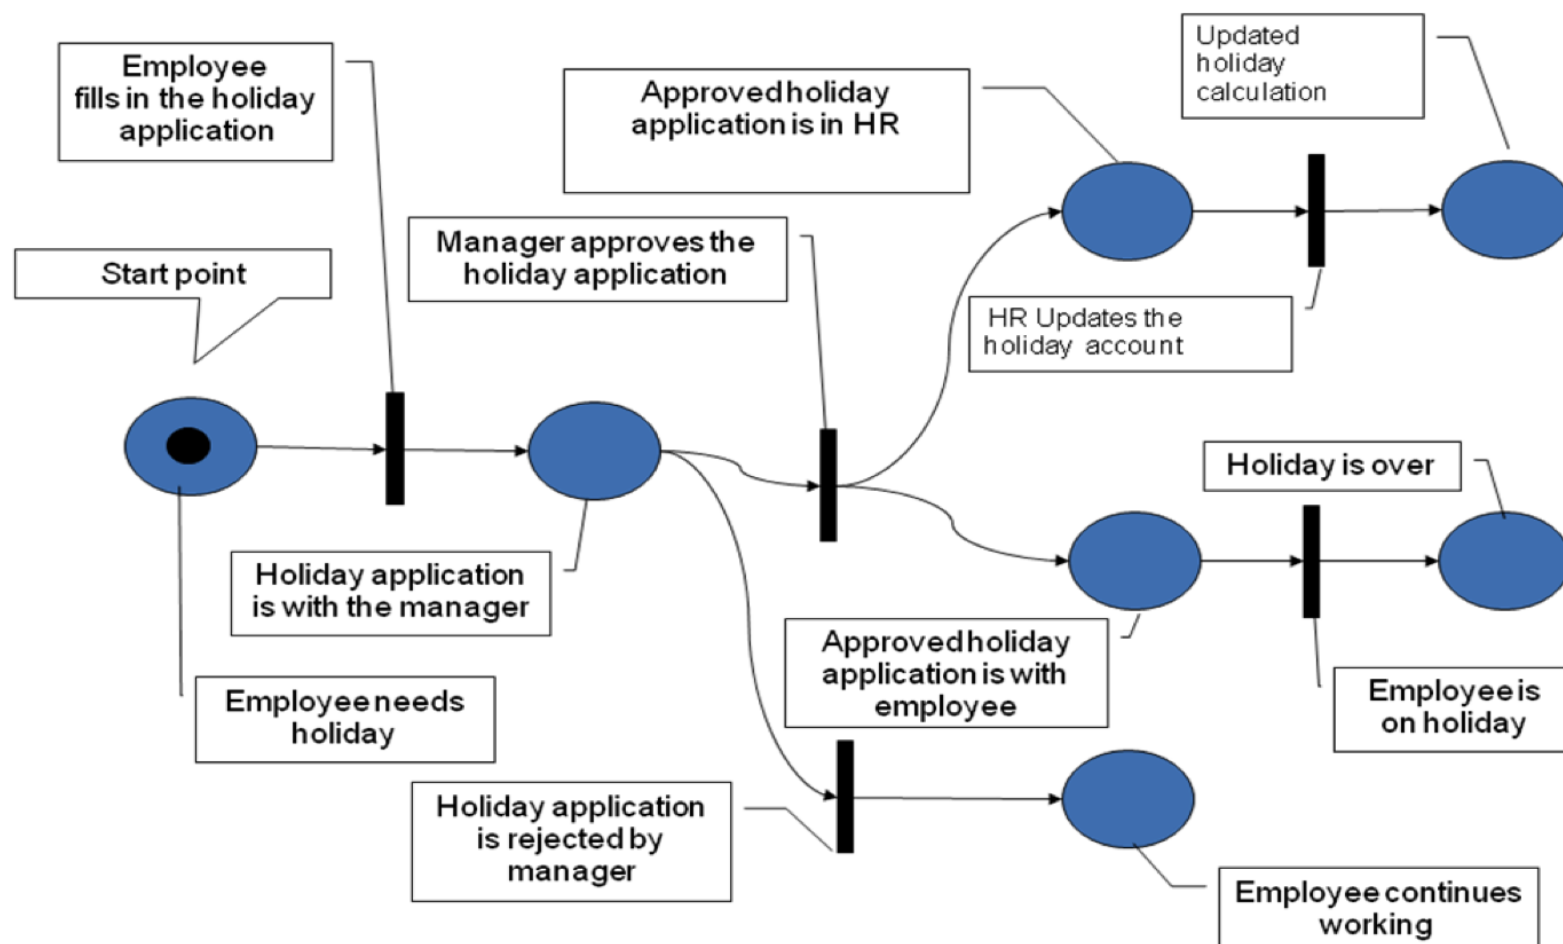 Employee
fills in the holiday
application
Approved holiday
application is in HR
Updated
holiday
calculation
Start point
Manager approves the
holiday application
HR Updates the
holiday account
Holiday is over
Holiday application
is with the manager
Approved holiday
application is with
employee
Employee needs
holiday
Employee is
on holiday
Holiday application
is rejected by
manager
Employee continues
working